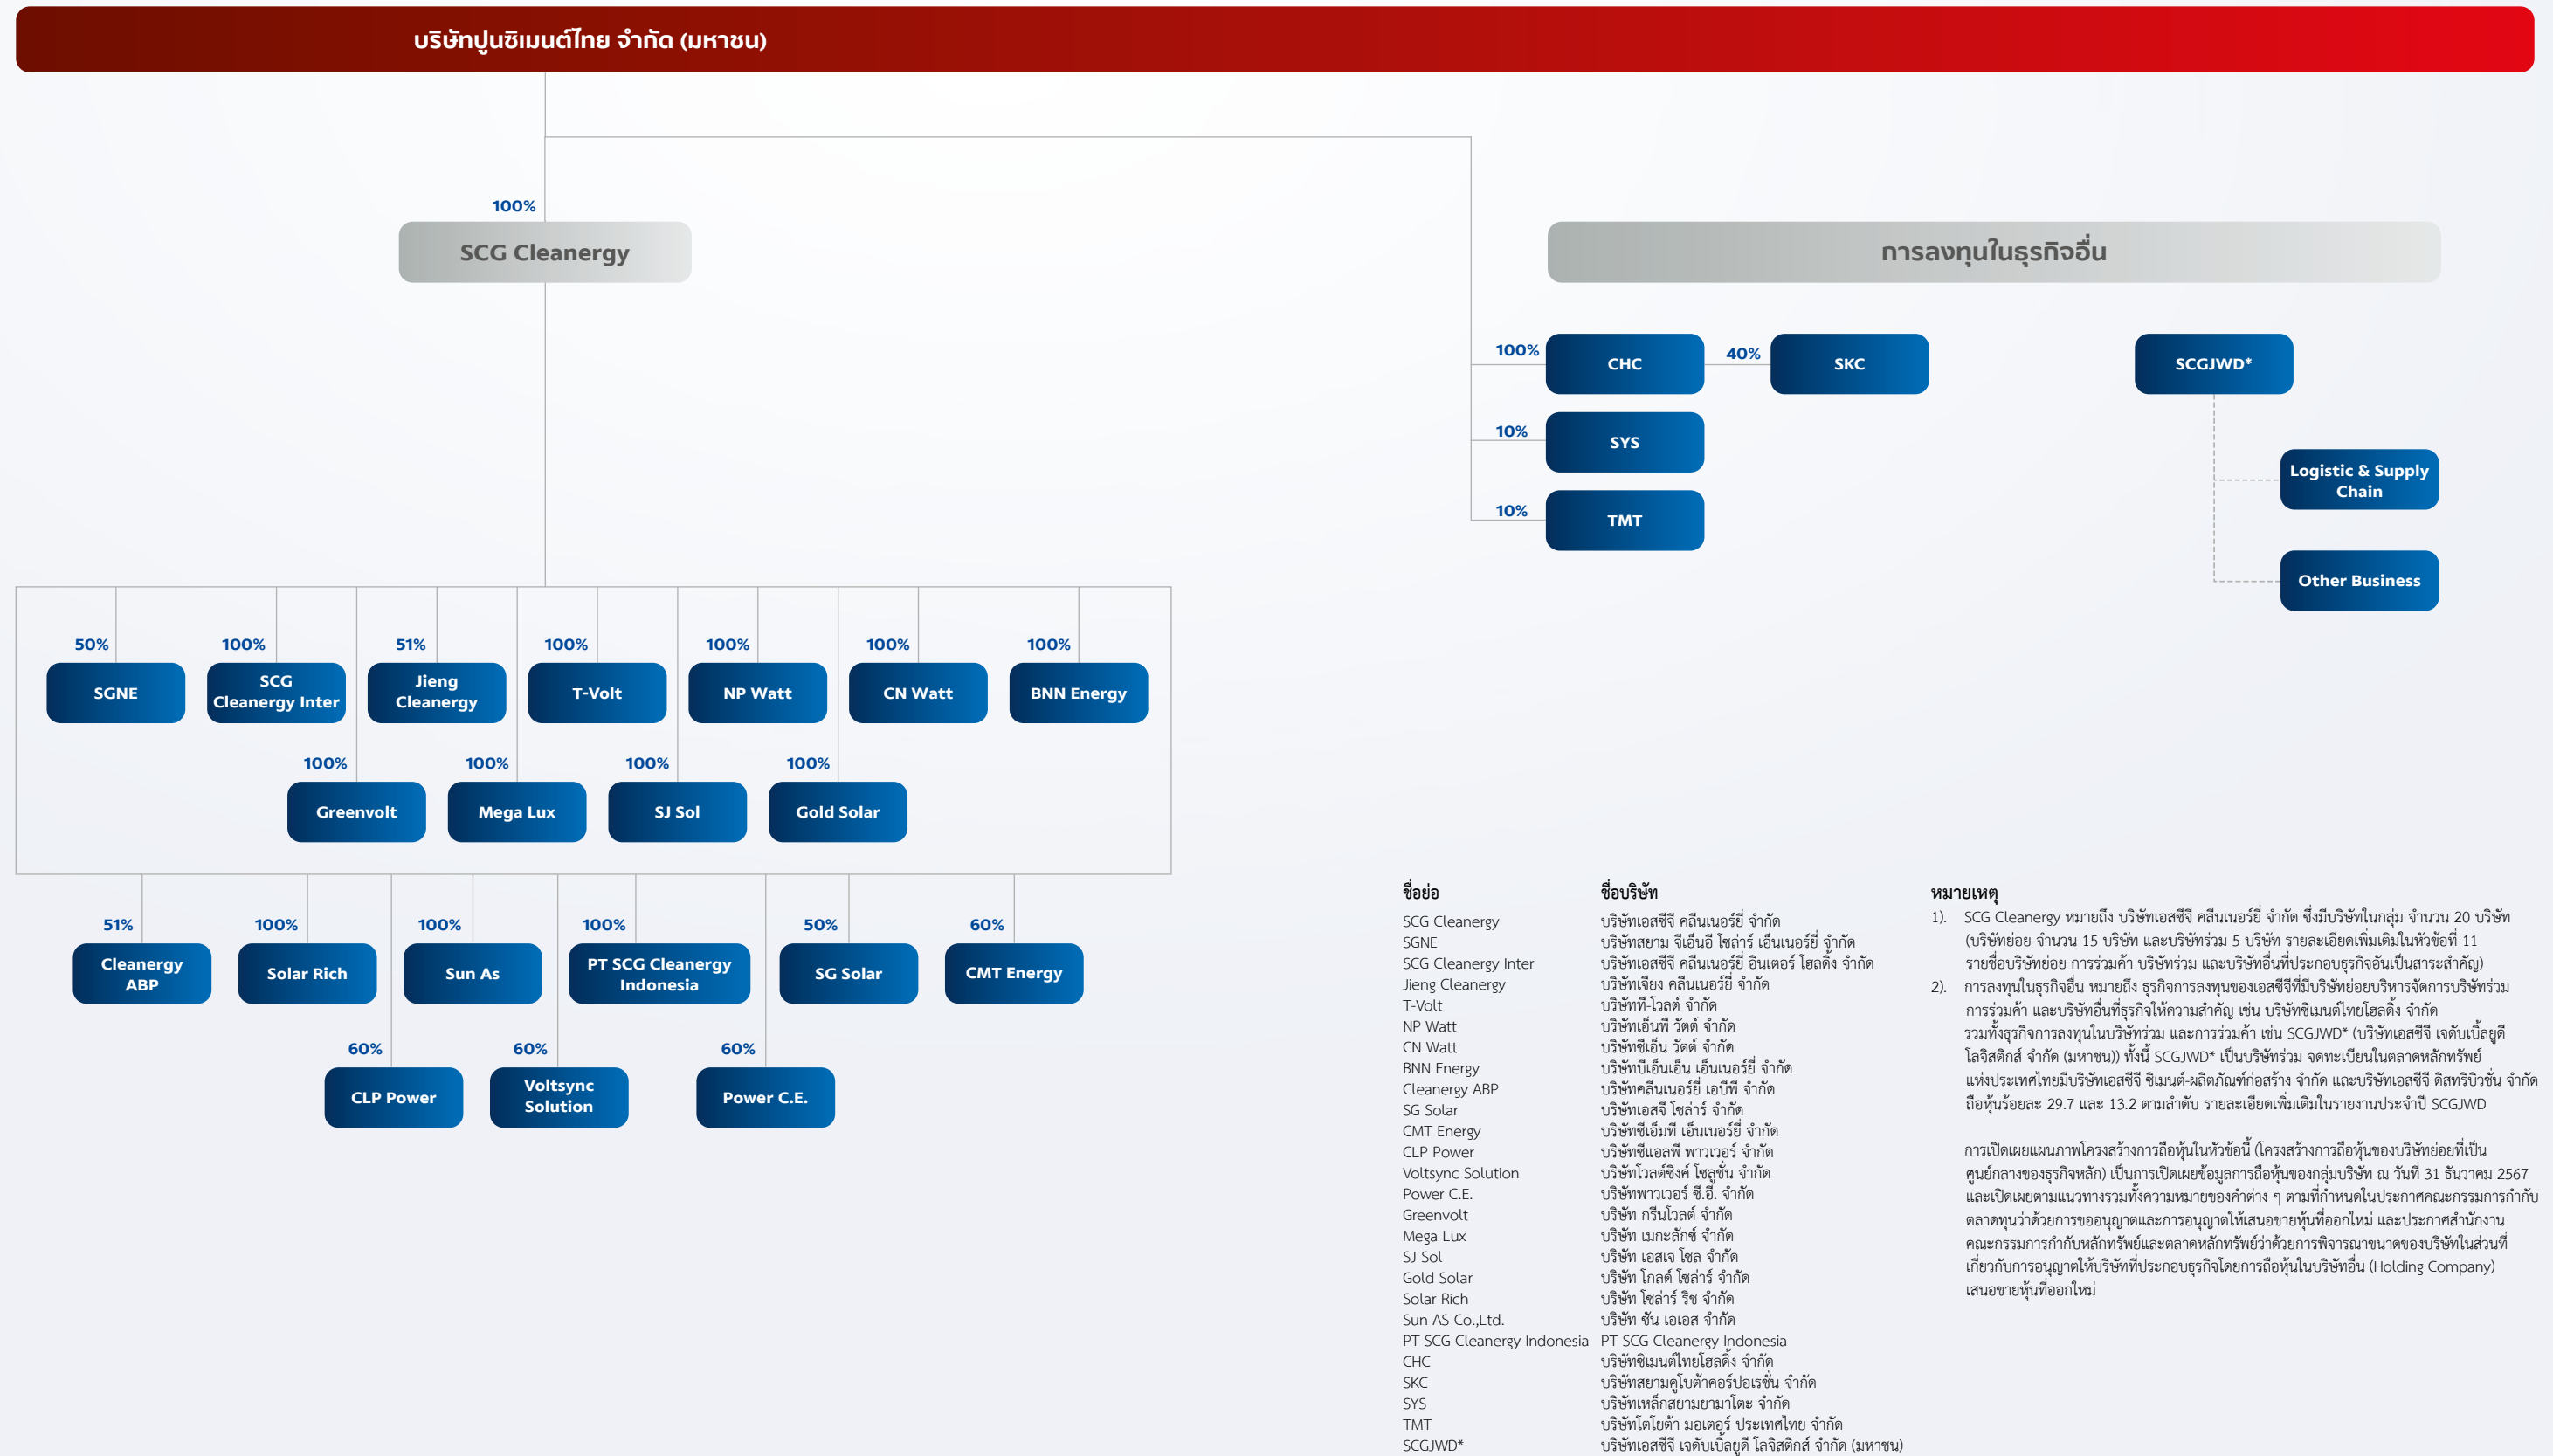 บริษัทปูนซิเมนต์ไทย จำกัด (มหาชน)
100%
SCG Cleanergy
การลงทุนในธุรกิจอื่น
100%
CHC
40%
SKC
SCGJWD*
10%
SYS
Logistic & Supply
Chain
10%
TMT
Other Business
50%
SGNE
100%
SCG
Cleanergy Inter
51%
Jieng
Cleanergy
100%
T-Volt
100%
NP Watt
100%
CN Watt
100%
BNN Energy
100%
Greenvolt
100%
Mega Lux
100%
SJ Sol
100%
Gold Solar
51%
Cleanergy
ABP
100%
Solar Rich
100%
Sun As
100%
PT SCG Cleanergy
Indonesia
50%
SG Solar
60%
CMT Energy
60%
CLP Power
60%
Voltsync
Solution
60%
Power C.E.
ชื่อย่อ ชื่อบริษัท
SCG Cleanergy บริษัทเอสซีจี คลีนเนอร์ยี่ จำกัด
SGNE บริษัทสยาม จีเอ็นอี โซล่าร์ เอ็นเนอร์ยี่ จำกัด
SCG Cleanergy Inter บริษัทเอสซีจี คลีนเนอร์ยี่ อินเตอร์ โฮลดิ้ง จำกัด
Jieng Cleanergy บริษัทเจียง คลีนเนอร์ยี่ จำกัด
T-Volt บริษัทที-โวลต์ จำกัด
NP Watt บริษัทเอ็นพี วัตต์ จำกัด
CN Watt บริษัทซีเอ็น วัตต์ จำกัด
BNN Energy บริษัทบีเอ็นเอ็น เอ็นเนอร์ยี่ จำกัด
Cleanergy ABP บริษัทคลีนเนอร์ยี่ เอบีพี จำกัด
SG Solar บริษัทเอสจี โซล่าร์ จำกัด
CMT Energy บริษัทซีเอ็มที เอ็นเนอร์ยี่ จำกัด
CLP Power บริษัทซีแอลพี พาวเวอร์ จำกัด
Voltsync Solution บริษัทโวลต์ซิงค์ โซลูชั่น จำกัด
Power C.E. บริษัทพาวเวอร์ ซี.อี. จำกัด
Greenvolt บริษัท กรีนโวลต์ จำกัด
Mega Lux บริษัท เมกะลักซ์ จำกัด
SJ Sol บริษัท เอสเจ โซล จำกัด
Gold Solar บริษัท โกลด์ โซล่าร์ จำกัด
Solar Rich บริษัท โซล่าร์ ริช จำกัด
Sun AS Co.,Ltd. บริษัท ซัน เอเอส จำกัด
PT SCG Cleanergy Indonesia PT SCG Cleanergy Indonesia
CHC บริษัทซิเมนต์ไทยโฮลดิ้ง จำกัด
SKC บริษัทสยามคูโบต้าคอร์ปอเรชั่น จำกัด
SYS บริษัทเหล็กสยามยามาโตะ จำกัด
TMT บริษัทโตโยต้า มอเตอร์ ประเทศไทย จำกัด
SCGJWD* บริษัทเอสซีจี เจดับเบิ้ลยูดี โลจิสติกส์ จำกัด (มหาชน)
หมายเหตุ
1). SCG Cleanergy หมายถึง บริษัทเอสซีจี คลีนเนอร์ยี่ จำกัด ซึ่งมีบริษัทในกลุ่ม จำนวน 20 บริษัท
(บริษัทย่อย จำนวน 15 บริษัท และบริษัทร่วม 5 บริษัท รายละเอียดเพิ่มเติมในหัวข้อที่ 11
รายชื่อบริษัทย่อย การร่วมค้า บริษัทร่วม และบริษัทอื่นที่ประกอบธุรกิจอันเป็นสาระสำคัญ)
2). การลงทุนในธุรกิจอื่น หมายถึง ธุรกิจการลงทุนของเอสซีจีที่มีบริษัทย่อยบริหารจัดการบริษัทร่วม
การร่วมค้า และบริษัทอื่นที่ธุรกิจให้ความสำคัญ เช่น บริษัทซิเมนต์ไทยโฮลดิ้ง จำกัด
รวมทั้งธุรกิจการลงทุนในบริษัทร่วม และการร่วมค้า เช่น SCGJWD* (บริษัทเอสซีจี เจดับเบิ้ลยูดี
โลจิสติกส์ จำกัด (มหาชน)) ทั้งนี้ SCGJWD* เป็นบริษัทร่วม จดทะเบียนในตลาดหลักทรัพย์
แห่งประเทศไทยมีบริษัทเอสซีจี ซิเมนต์-ผลิตภัณฑ์ก่อสร้าง จำกัด และบริษัทเอสซีจี ดิสทริบิวชั่น จำกัด
ถือหุ้นร้อยละ 29.7 และ 13.2 ตามลำดับ รายละเอียดเพิ่มเติมในรายงานประจำปี SCGJWD
การเปิดเผยแผนภาพโครงสร้างการถือหุ้นในหัวข้อนี้ (โครงสร้างการถือหุ้นของบริษัทย่อยที่เป็น
ศูนย์กลางของธุรกิจหลัก) เป็นการเปิดเผยข้อมูลการถือหุ้นของกลุ่มบริษัท ณ วันที่ 31 ธันวาคม 2567
และเปิดเผยตามแนวทางรวมทั้งความหมายของคำต่าง ๆ ตามที่กำหนดในประกาศคณะกรรมการกำกับ
ตลาดทุนว่าด้วยการขออนุญาตและการอนุญาตให้เสนอขายหุ้นที่ออกใหม่ และประกาศสำนักงาน
คณะกรรมการกำกับหลักทรัพย์และตลาดหลักทรัพย์ว่าด้วยการพิจารณาขนาดของบริษัทในส่วนที่
เกี่ยวกับการอนุญาตให้บริษัทที่ประกอบธุรกิจโดยการถือหุ้นในบริษัทอื่น (Holding Company)
เสนอขายหุ้นที่ออกใหม่